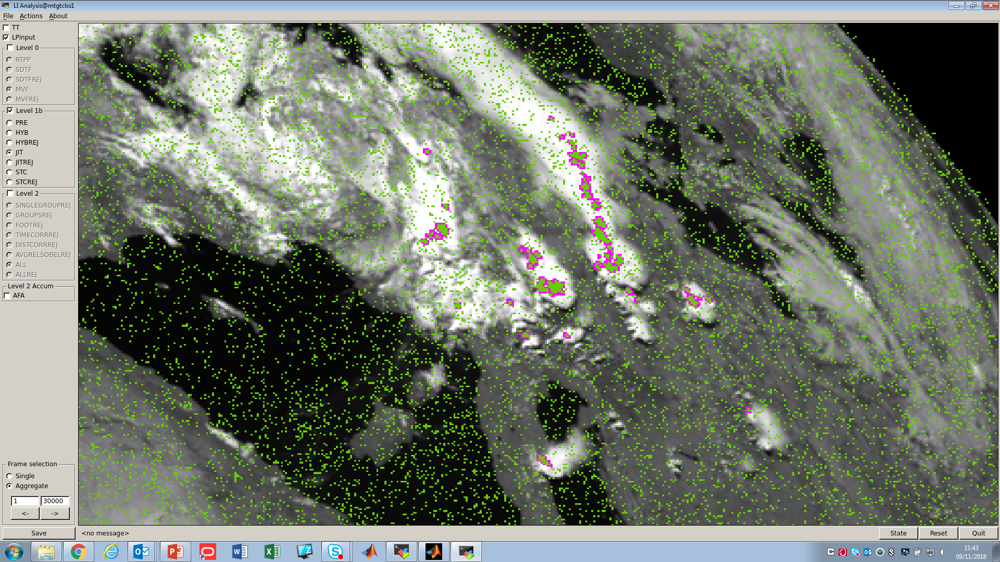 LI Analysis@mtgtclxs1
File Actions About
TT
LPinput
Level 0
RTPP
SDTF
SDTFREJ
MVF
MVFREJ
Level 1b
PRE
HYB
HYBREJ
JIT
JITREJ
STC
STCREJ
Level 2
SINGLEGROUPREJ
GROUPSREJ
FOOTREJ
TIMECORRREJ
DISTCORRREJ
AVGRELSOBELREJ
ALL
ALLREJ
Level 2 Accum
AFA
Frame selection
Single
Aggregate
1 30000
<- ->
Save <no message> State Reset Quit
11:43
09/11/2018